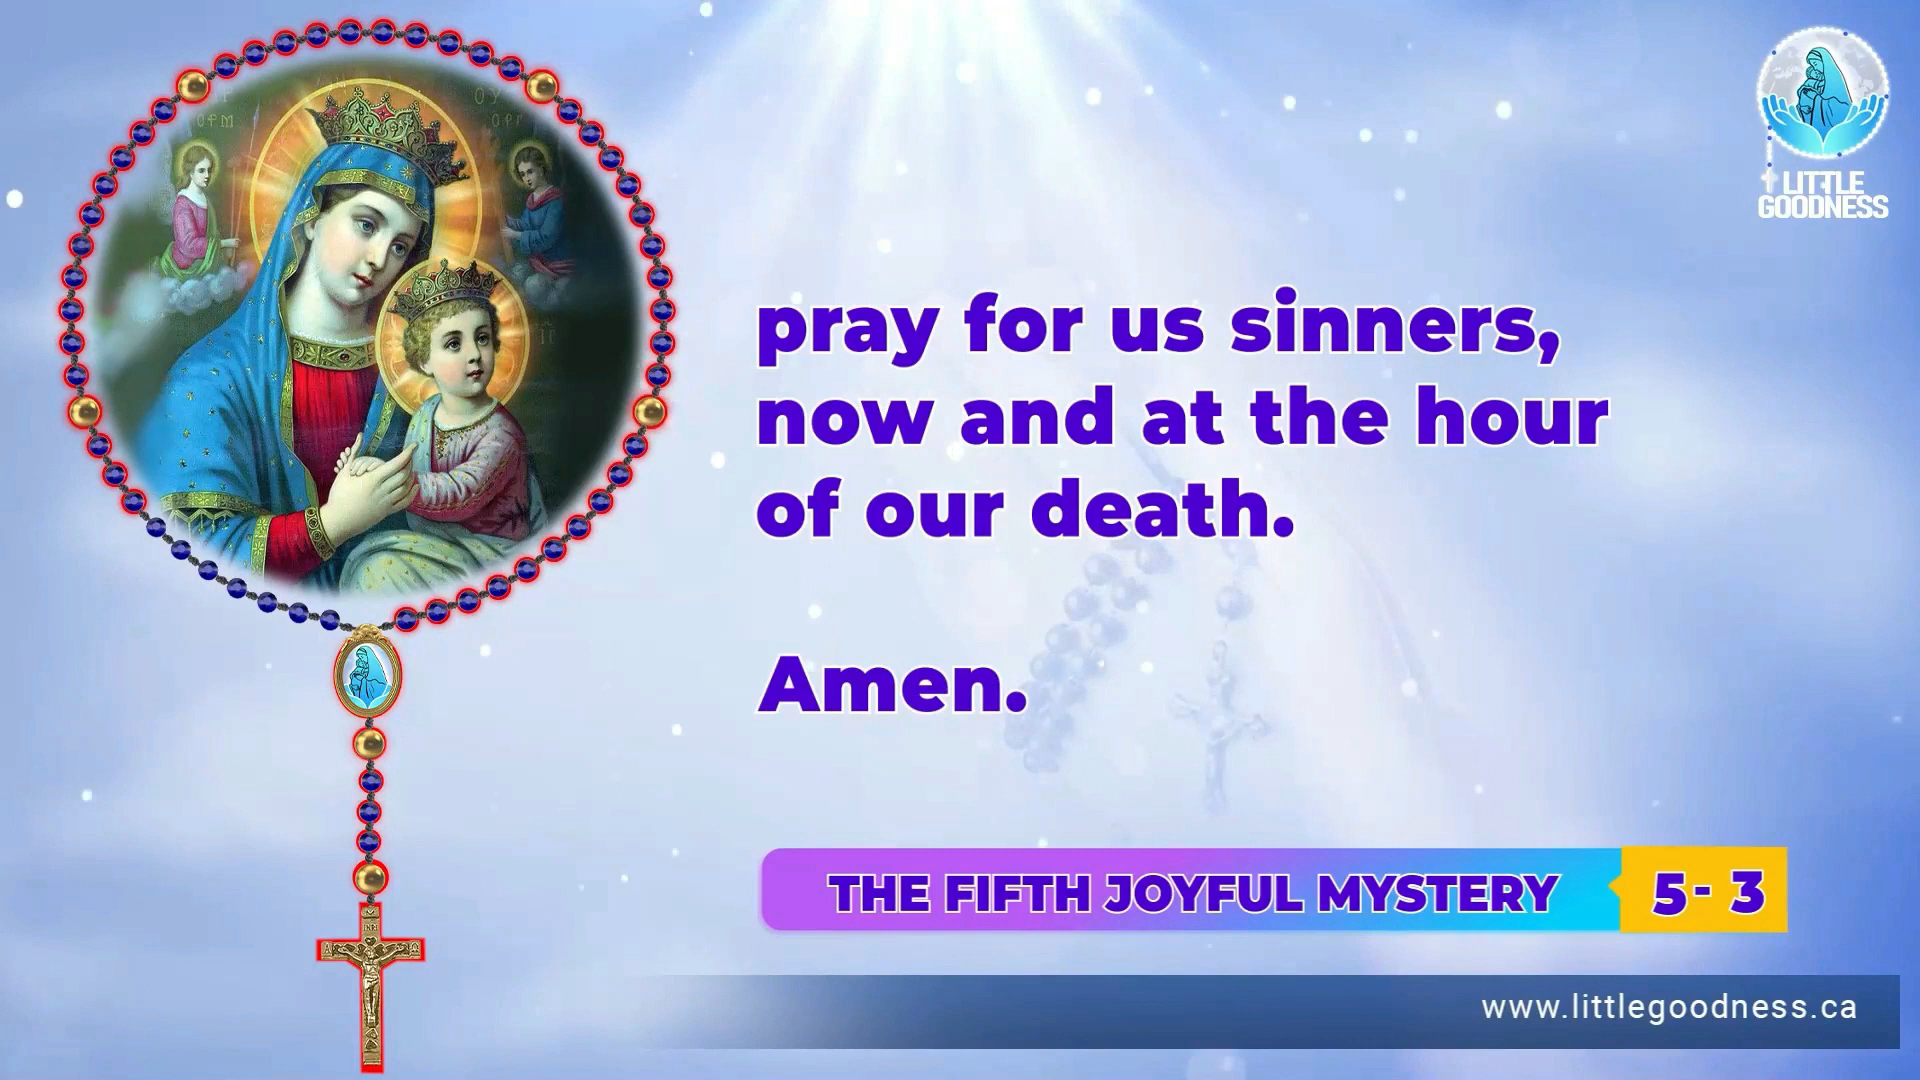 LITTLE
GOODNESS
pray for us sinners,
now and at the hour
of our death.
Amen.
THE FIFTH JOYFUL MYSTERY
5- 3
www.littlegoodness.ca
INRI